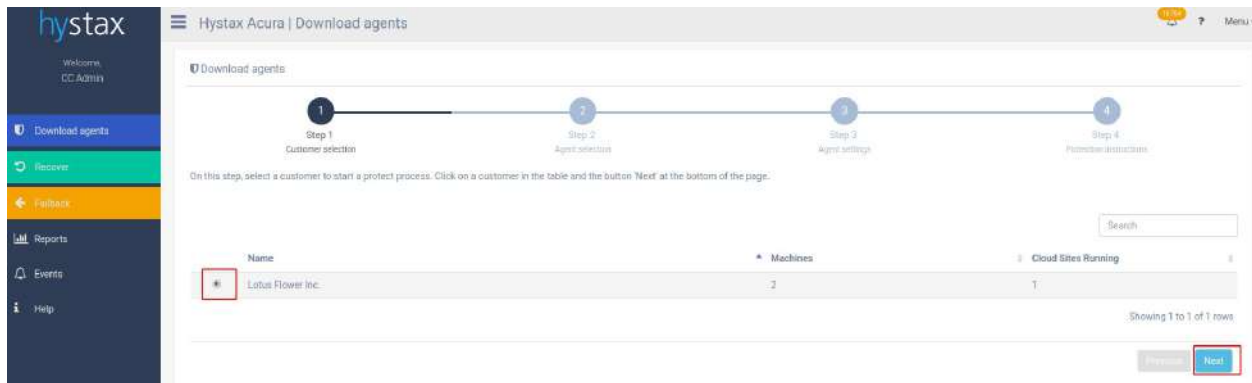 hystax
Hystax Acura | Download agents
?
Menu
Welcome,
CC Admin
Download agents
Download agents
Recover
Failback
Reports
Events
Help
1
2
3
4
Step 1
Step 2
Step 3
Step 4
Customer selection
Agent selection
Agent settings
Protection instructions
On this step, select a customer to start a protect process. Click on a customer in the table and the button 'Next' at the bottom of the page.
Search
Name
Machines
Cloud Sites Running
Lotus Flower Inc.
2
1
Showing 1 to 1 of 1 rows
Previous
Next